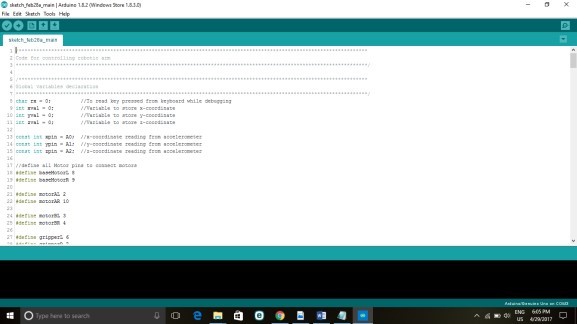 sketch_feb28a_main | Arduino 1.8.2 (Windows Store 1.8.3.0)
File Edit Sketch Tools Help
sketch_feb28a_main
1 /*********************************************************************
2 Code for controlling robotic arm
3 *********************************************************************/
4
5 /*********************************************************************
6 Global variables declaration
7 *********************************************************************/
8 char rx = 0; //To read key pressed from keyboard while debugging
9 int xval = 0; //Variable to store x-coordinate
10 int yval = 0; //Variable to store y-coordinate
11 int zval = 0; //Variable to store z-coordinate
12
13 const int xpin = A0; //x-coordinate reading from accelerometer
14 const int ypin = A1; //y-coordinate reading from accelerometer
15 const int zpin = A2; //z-coordinate reading from accelerometer
16
17 //define all Motor pins to connect motors
18 #define baseMotorL 8
19 #define baseMotorR 9
20
21 #define motorAL 2
22 #define motorAR 10
23
24 #define motorBL 3
25 #define motorBR 4
26
27 #define gripperL 6
Arduino/Genuino Uno on COM3
Type here to search
ENG
US
6:05 PM
4/29/2017